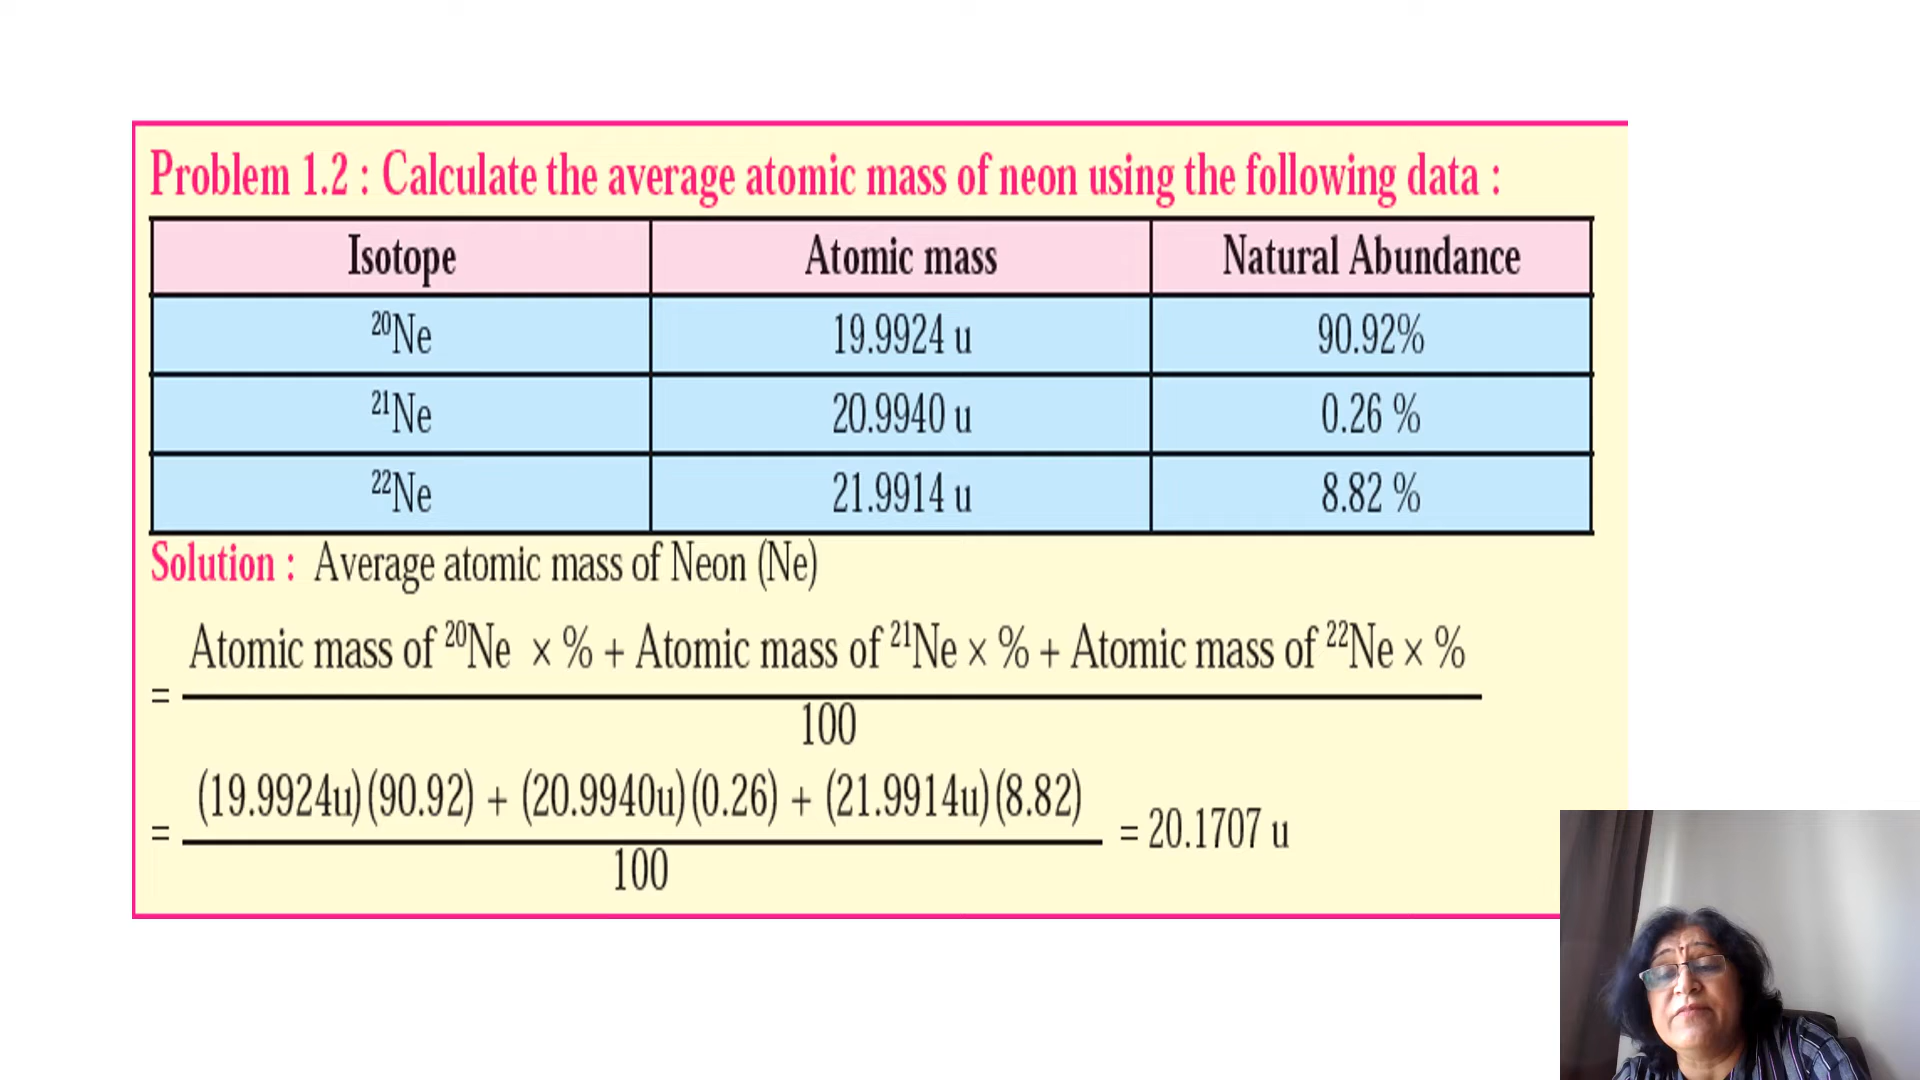 Problem 1.2 : Calculate the average atomic mass of neon using the following data :
Isotope Atomic mass Natural Abundance
²⁰Ne 19.9924 u 90.92%
²¹Ne 20.9940 u 0.26 %
²²Ne 21.9914 u 8.82 %
Solution : Average atomic mass of Neon (Ne)
Atomic mass of ²⁰Ne × % + Atomic mass of ²¹Ne × % + Atomic mass of ²²Ne × %
=
100
(19.9924u)(90.92) + (20.9940u)(0.26) + (21.9914u)(8.82)
= = 20.1707 u
100